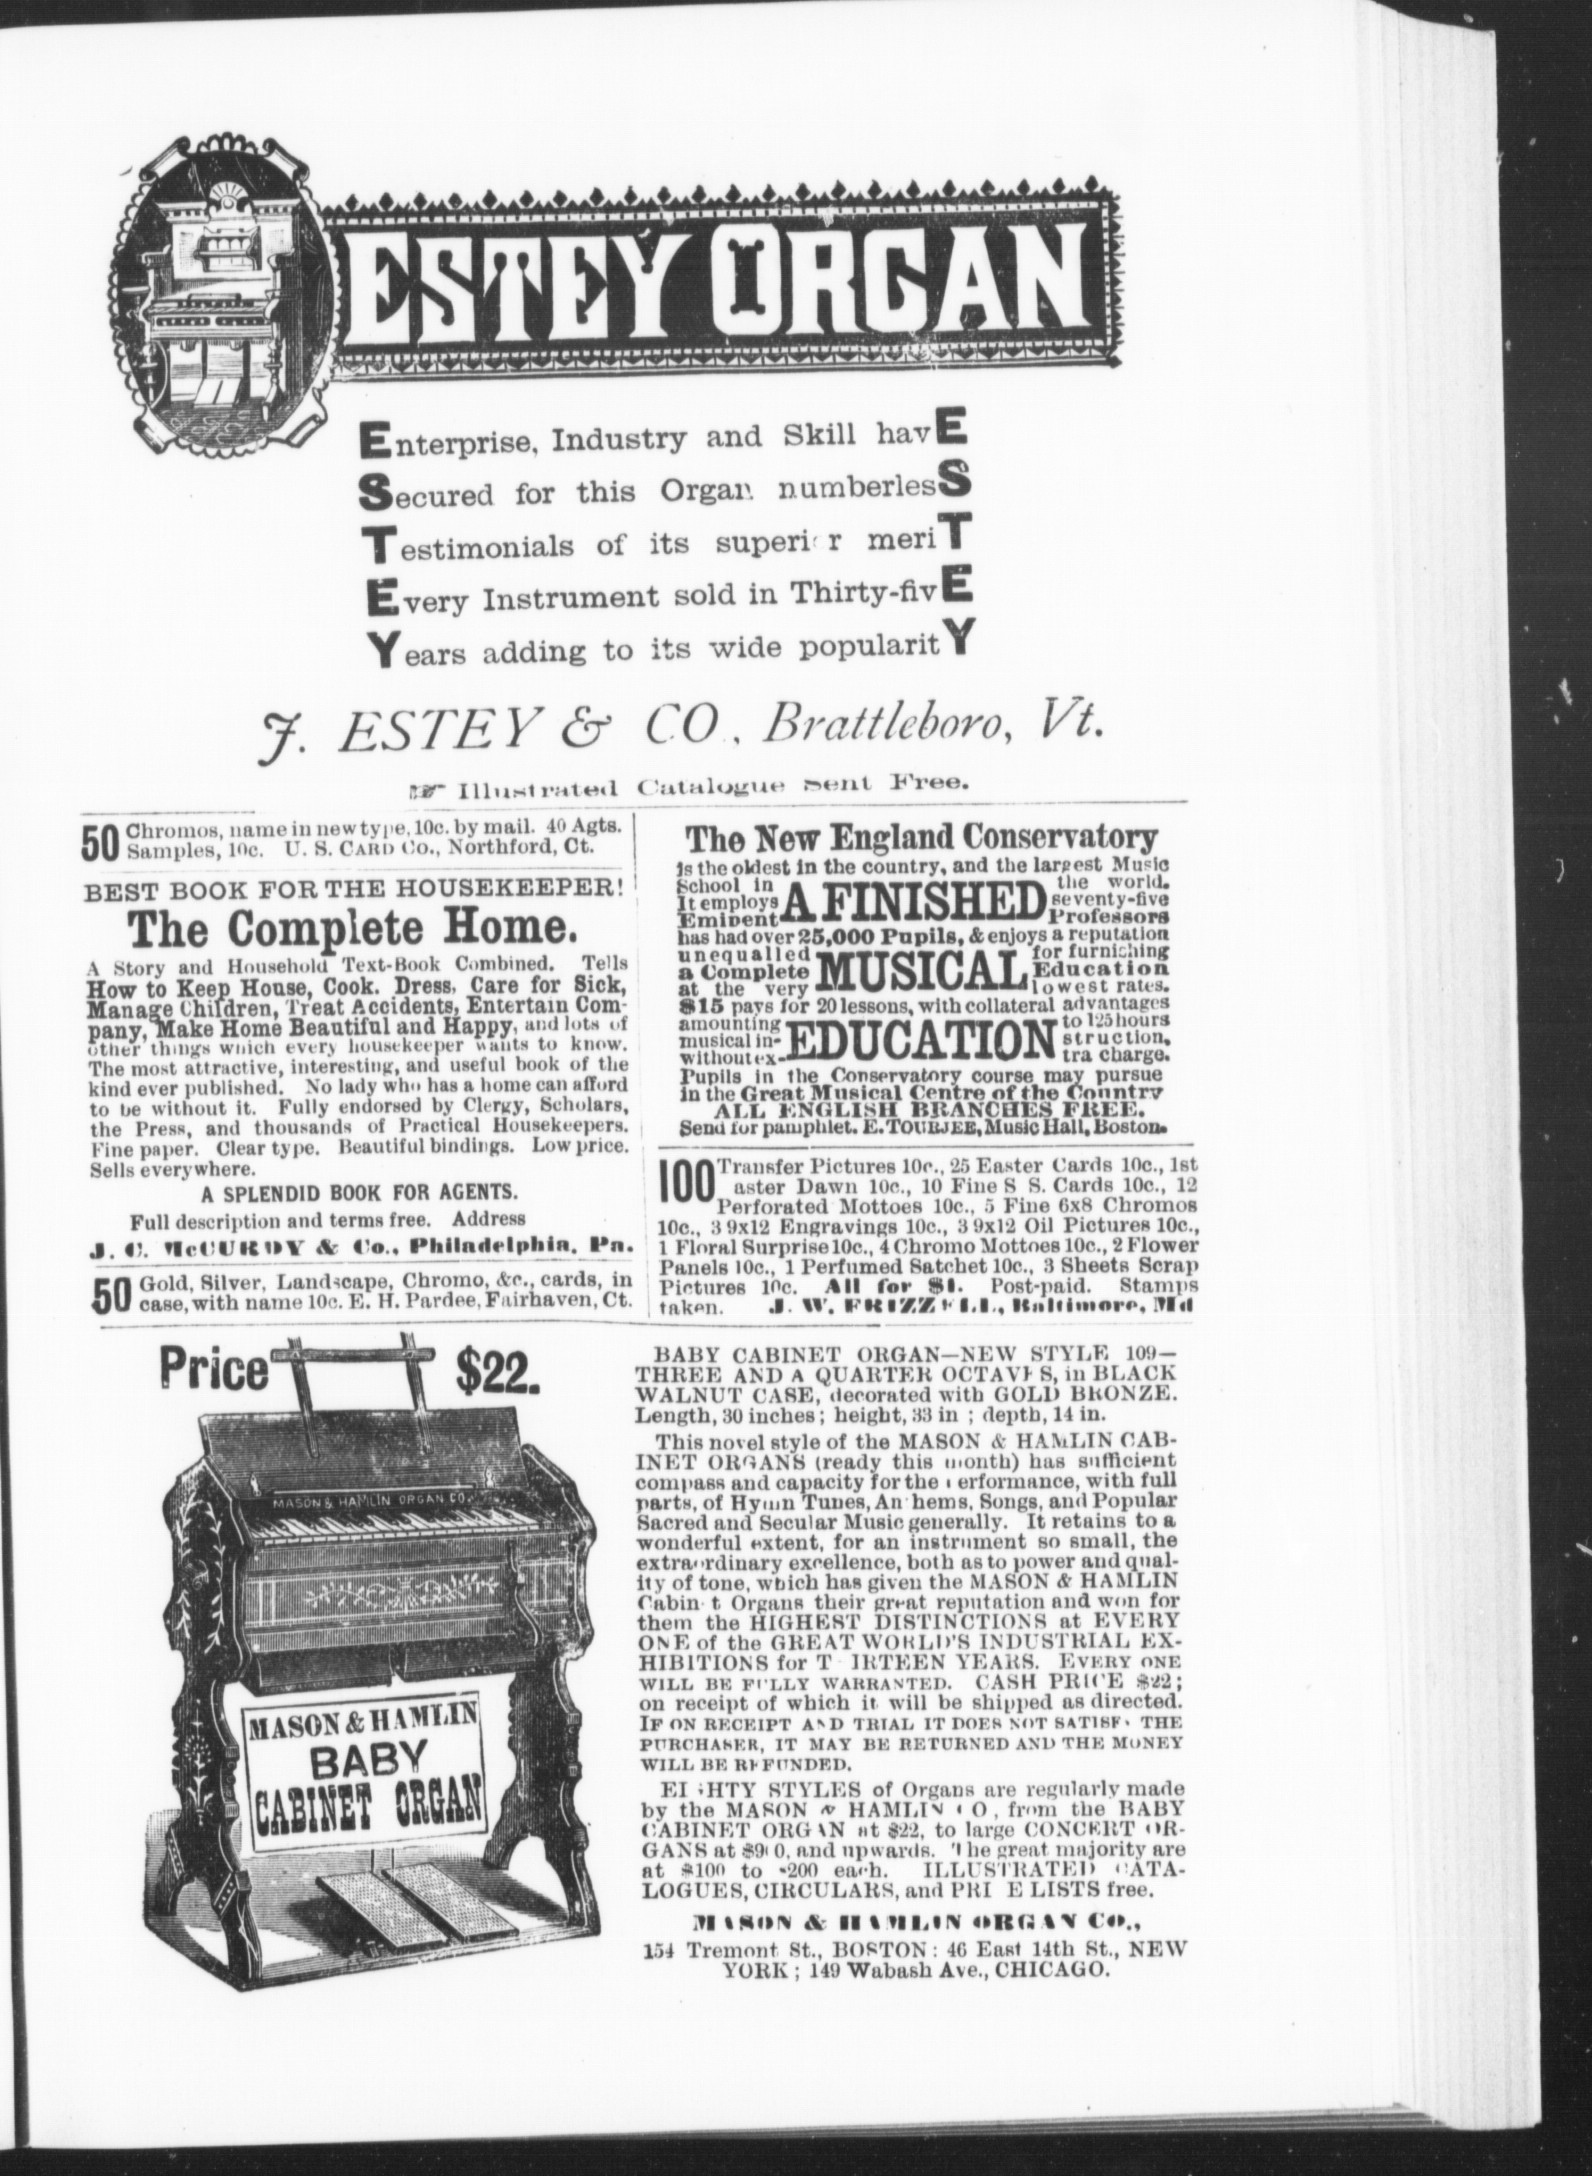 ESTEY ORGAN
Enterprise, Industry and Skill havE
Secured for this Organ numberlesS
Testimonials of its superior meriT
Every Instrument sold in Thirty-fivE
Years adding to its wide popularitY
J. ESTEY & CO., Brattleboro, Vt.
☞ Illustrated Catalogue Sent Free.
50 Chromos, name in new type, 10c. by mail. 40 Agts.
Samples, 10c. U. S. CARD Co., Northford, Ct.
BEST BOOK FOR THE HOUSEKEEPER!
The Complete Home.
A Story and Household Text-Book Combined. Tells
How to Keep House, Cook. Dress, Care for Sick,
Manage Children, Treat Accidents, Entertain Com-
pany, Make Home Beautiful and Happy, and lots of
other things which every housekeeper wants to know.
The most attractive, interesting, and useful book of the
kind ever published. No lady who has a home can afford
to be without it. Fully endorsed by Clergy, Scholars,
the Press, and thousands of Practical Housekeepers.
Fine paper. Clear type. Beautiful bindings. Low price.
Sells everywhere.
A SPLENDID BOOK FOR AGENTS.
Full description and terms free. Address
J. C. McCURDY & Co., Philadelphia, Pa.
50 Gold, Silver, Landscape, Chromo, &c., cards, in
case, with name 10c. E. H. Pardee, Fairhaven, Ct.
The New England Conservatory
is the oldest in the country, and the largest Music
School in the world.
It employs A FINISHED seventy-five
Eminent Professors
has had over 25,000 Pupils, & enjoys a reputation
unequalled for furnishing
a Complete MUSICAL Education
at the very lowest rates.
$15 pays for 20 lessons, with collateral advantages
amounting to 125 hours
musical in- EDUCATION struction,
without ex- tra charge.
Pupils in the Conservatory course may pursue
in the Great Musical Centre of the Country
ALL ENGLISH BRANCHES FREE.
Send for pamphlet. E. TOURJEE, Music Hall, Boston.
100 Transfer Pictures 10c., 25 Easter Cards 10c., 1st
aster Dawn 10c., 10 Fine S S. Cards 10c., 12
Perforated Mottoes 10c., 5 Fine 6x8 Chromos
10c., 3 9x12 Engravings 10c., 3 9x12 Oil Pictures 10c.,
1 Floral Surprise 10c., 4 Chromo Mottoes 10c., 2 Flower
Panels 10c., 1 Perfumed Satchet 10c., 3 Sheets Scrap
Pictures 10c. All for $1. Post-paid. Stamps
taken. J. W. FRIZZELL, Baltimore, Md
Price $22.
MASON & HAMLIN ORGAN CO.
MASON & HAMLIN
BABY
CABINET ORGAN
BABY CABINET ORGAN—NEW STYLE 109—
THREE AND A QUARTER OCTAVES, in BLACK
WALNUT CASE, decorated with GOLD BRONZE.
Length, 30 inches; height, 33 in ; depth, 14 in.
This novel style of the MASON & HAMLIN CAB-
INET ORGANS (ready this month) has sufficient
compass and capacity for the performance, with full
parts, of Hymn Tunes, Anthems, Songs, and Popular
Sacred and Secular Music generally. It retains to a
wonderful extent, for an instrument so small, the
extraordinary excellence, both as to power and qual-
ity of tone, which has given the MASON & HAMLIN
Cabinet Organs their great reputation and won for
them the HIGHEST DISTINCTIONS at EVERY
ONE of the GREAT WORLD'S INDUSTRIAL EX-
HIBITIONS for THIRTEEN YEARS. EVERY ONE
WILL BE FULLY WARRANTED. CASH PRICE $22;
on receipt of which it will be shipped as directed.
IF ON RECEIPT AND TRIAL IT DOES NOT SATISFY THE
PURCHASER, IT MAY BE RETURNED AND THE MONEY
WILL BE REFUNDED.
EIGHTY STYLES of Organs are regularly made
by the MASON & HAMLIN CO, from the BABY
CABINET ORGAN at $22, to large CONCERT OR-
GANS at $900, and upwards. The great majority are
at $100 to $200 each. ILLUSTRATED CATA-
LOGUES, CIRCULARS, and PRICE LISTS free.
MASON & HAMLIN ORGAN CO.,
154 Tremont St., BOSTON: 46 East 14th St., NEW
YORK; 149 Wabash Ave., CHICAGO.